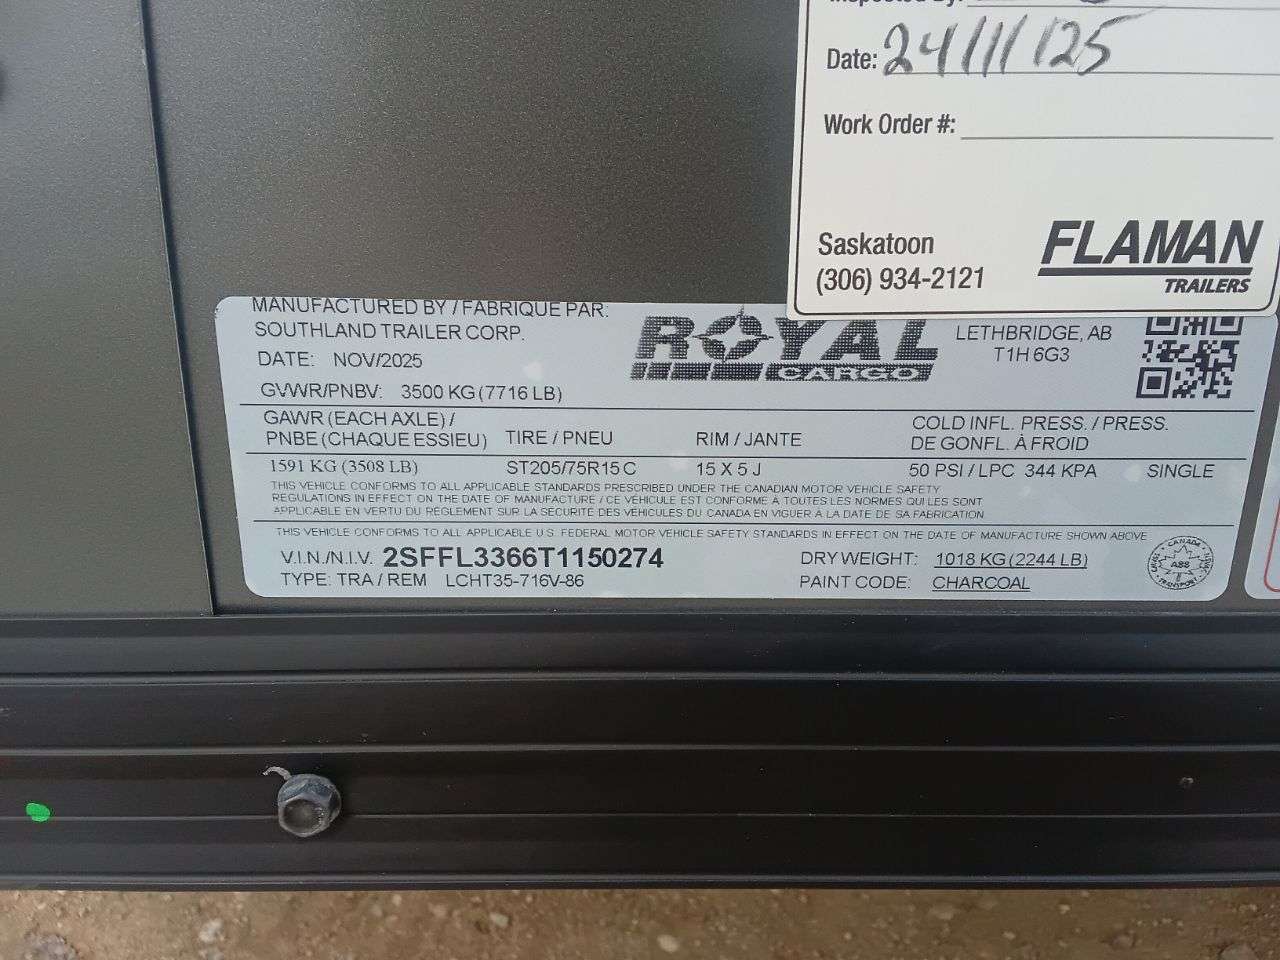 Inspected By:
Date: 24/11/25
Work Order #:
Saskatoon
(306) 934-2121
FLAMAN
TRAILERS
MANUFACTURED BY / FABRIQUE PAR:
SOUTHLAND TRAILER CORP.
DATE: NOV/2025
ROYAL
CARGO
LETHBRIDGE, AB
T1H 6G3
GVWR/PNBV: 3500 KG (7716 LB)
GAWR (EACH AXLE) /
PNBE (CHAQUE ESSIEU)
TIRE / PNEU
RIM / JANTE
COLD INFL. PRESS. / PRESS.
DE GONFL. À FROID
1591 KG (3508 LB) ST205/75R15 C 15 X 5 J 50 PSI / LPC 344 KPA SINGLE
THIS VEHICLE CONFORMS TO ALL APPLICABLE STANDARDS PRESCRIBED UNDER THE CANADIAN MOTOR VEHICLE SAFETY
REGULATIONS IN EFFECT ON THE DATE OF MANUFACTURE / CE VÉHICULE EST CONFORME À TOUTES LES NORMES QUI LES SONT
APPLICABLE EN VERTU DU RÈGLEMENT SUR LA SECURITÉ DES VÉHICULES DU CANADA EN VIGUER À LA DATE DE SA FABRICATION
THIS VEHICLE CONFORMS TO ALL APPLICABLE U.S. FEDERAL MOTOR VEHICLE SAFETY STANDARDS IN EFFECT ON THE DATE OF MANUFACTURE SHOWN ABOVE
V.I.N./N.I.V. 2SFFL3366T1150274
DRY WEIGHT: 1018 KG (2244 LB)
TYPE: TRA / REM LCHT35-716V-86
PAINT CODE: CHARCOAL
CANADA
A88
TRANSPORT